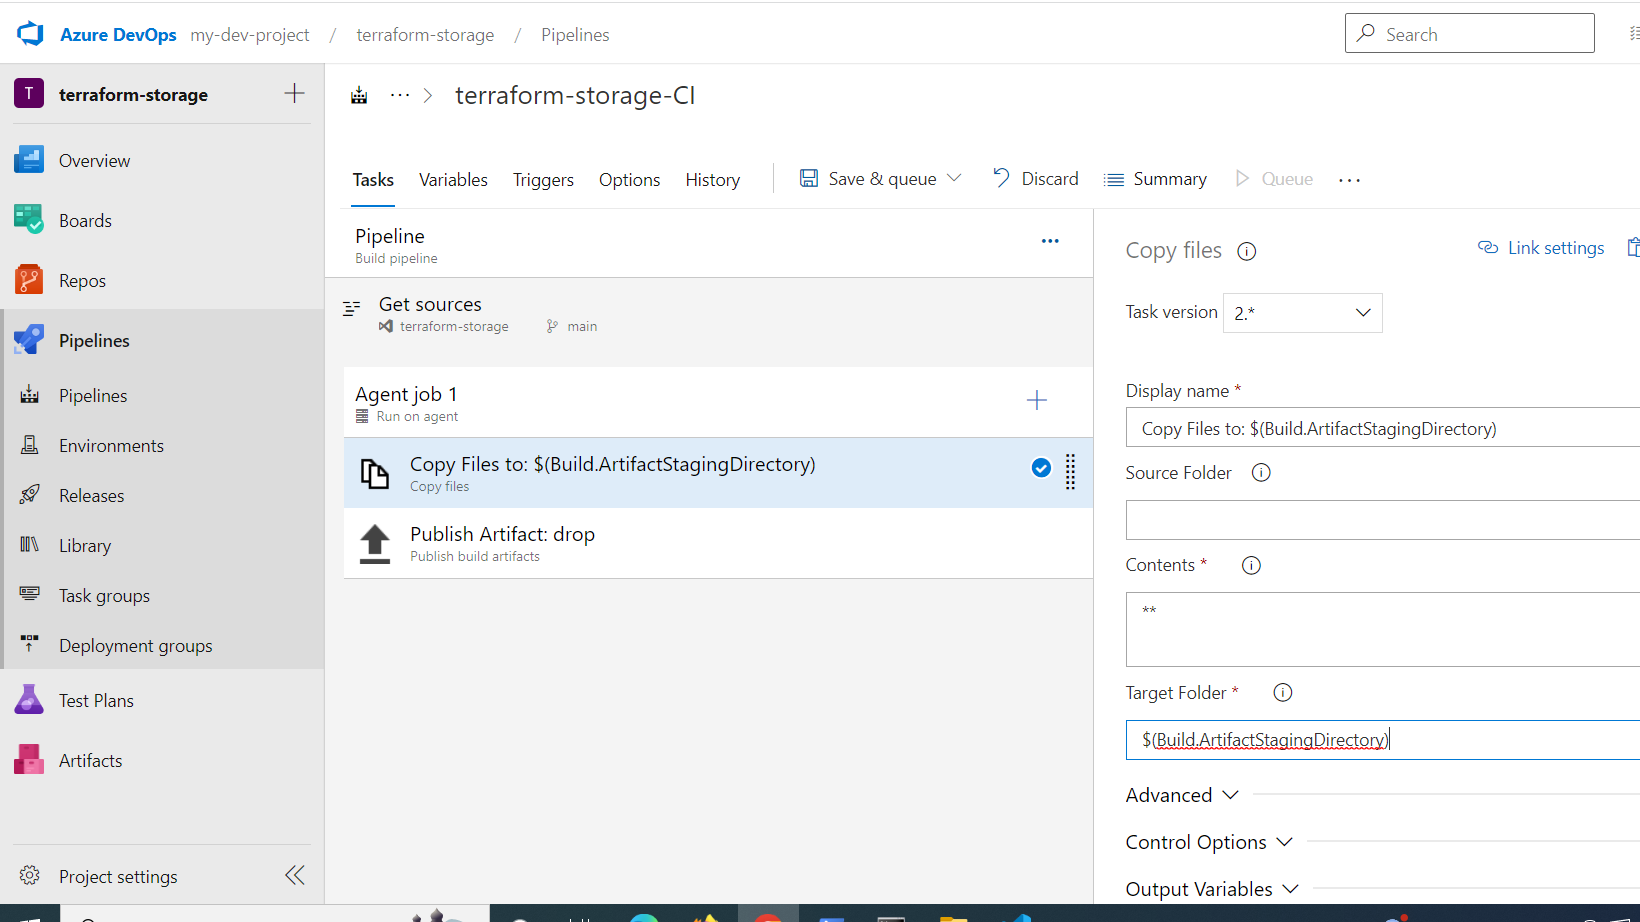 Azure DevOps my-dev-project / terraform-storage / Pipelines
Search
T terraform-storage
Overview
Boards
Repos
Pipelines
Pipelines
Environments
Releases
Library
Task groups
Deployment groups
Test Plans
Artifacts
Project settings
··· > terraform-storage-CI
Tasks Variables Triggers Options History Save & queue Discard Summary Queue ···
Pipeline
Build pipeline
Get sources
terraform-storage main
Agent job 1
Run on agent
Copy Files to: $(Build.ArtifactStagingDirectory)
Copy files
Publish Artifact: drop
Publish build artifacts
Copy files
Link settings
Task version 2.*
Display name *
Copy Files to: $(Build.ArtifactStagingDirectory)
Source Folder
Contents *
**
Target Folder *
$(Build.ArtifactStagingDirectory)
Advanced
Control Options
Output Variables